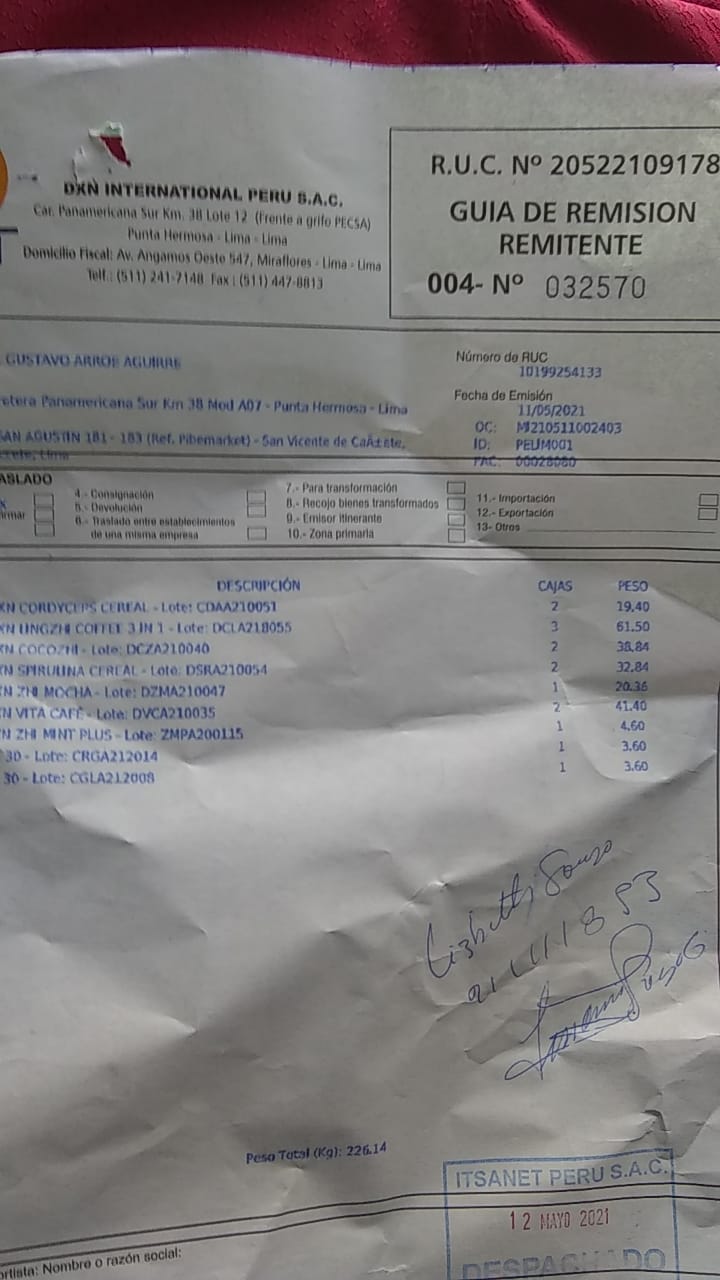 DXN INTERNATIONAL PERU S.A.C.
Car. Panamericana Sur Km. 38 Lote 12 (Frente a grifo PECSA)
Punta Hermosa - Lima - Lima
Domicilio Fiscal: Av. Angamos Oeste 547, Miraflores - Lima - Lima
Telf.: (511) 241-7148 Fax : (511) 447-8813
R.U.C. Nº 20522109178
GUIA DE REMISION
REMITENTE
004- Nº 032570
GUSTAVO ARROE AGUIRRE
Número de RUC
10199254133
etera Panamericana Sur Km 38 Mod A07 - Punta Hermosa - Lima
Fecha de Emisión
11/05/2021
SAN AGUSTIN 181 - 183 (Ref. Pibemarket) - San Vicente de CaÃ±ete,
OC: MI210511002403
ID: PEUM001
ñete, Lima
FAC: 00028080
ASLADO
irmar
4.- Consignación
5.- Devolución
6.- Traslado entre establecimientos
de una misma empresa
7.- Para transformación
8.- Recojo bienes transformados
9.- Emisor itinerante
10.- Zona primaria
11.- Importación
12.- Exportación
13- Otros
DESCRIPCIÓN CAJAS PESO
XN CORDYCEPS CEREAL - Lote: CDAA210051 2 19,40
XN LINGZHI COFFEE 3 IN 1 - Lote: DCLA218055 3 61.50
XN COCOZHI - Lote: DCZA210040 2 38,84
XN SPIRULINA CEREAL - Lote: DSRA210054 2 32.84
N ZHI MOCHA - Lote: DZMA210047 1 20.36
N VITA CAFÉ - Lote: DVCA210035 2 41.40
N ZHI MINT PLUS - Lote: ZMPA200115 1 4.60
30 - Lote: CRGA212014 1 3.60
30 - Lote: CGLA212008 1 3.60
Lizbeth
Peso Total (Kg): 226.14
ITSANET PERU S.A.C.
12 MAYO 2021
DESPACHADO
ortista: Nombre o razón social: